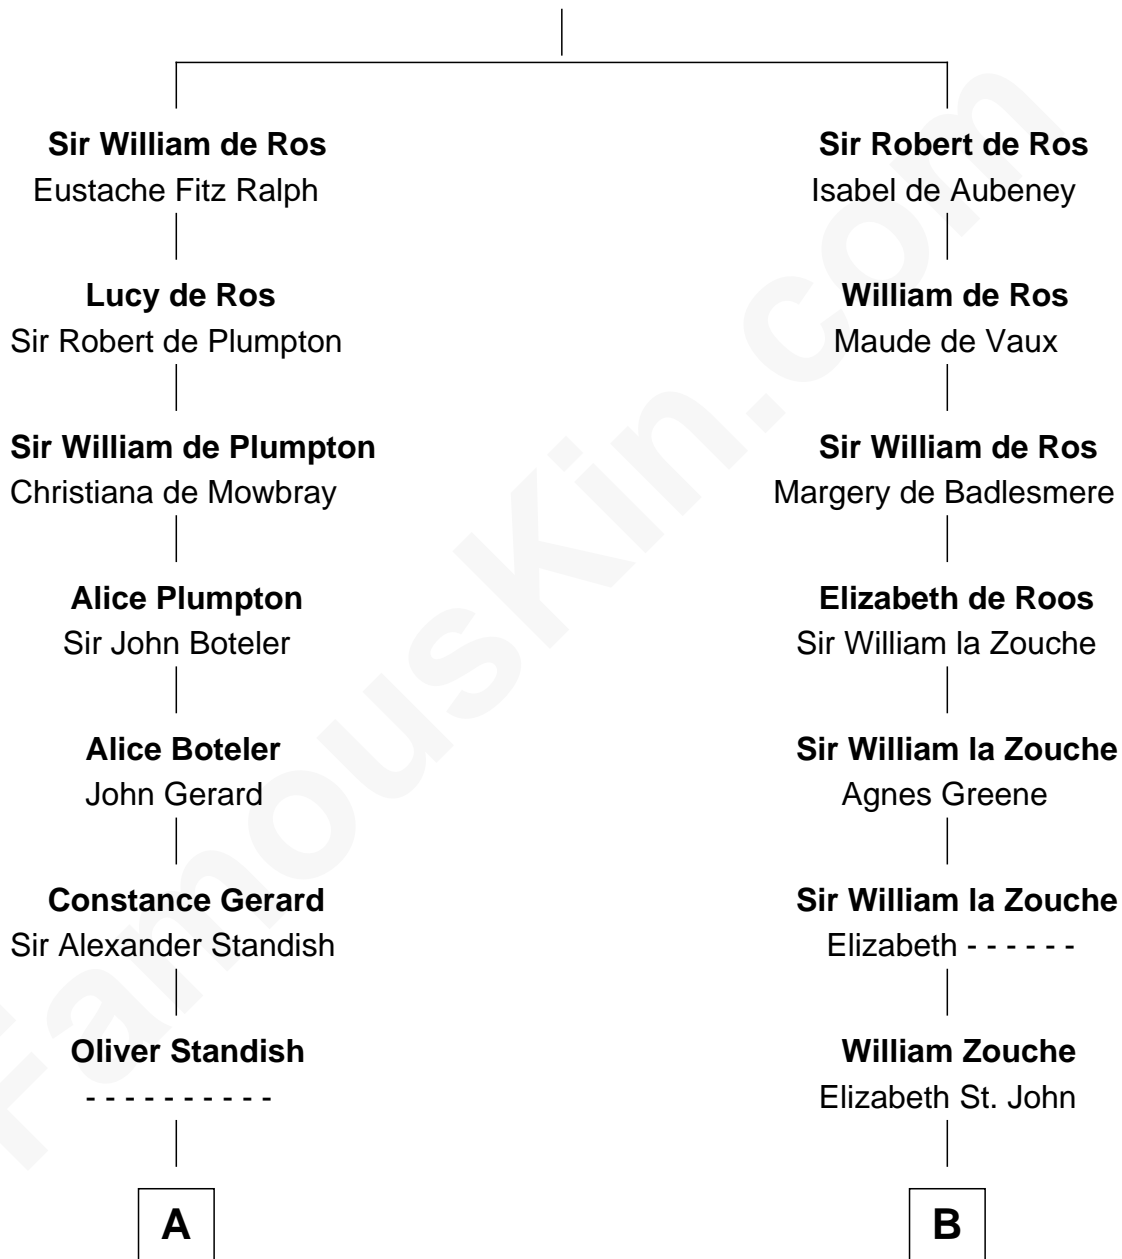 Sir William de Ros
Eustache Fitz Ralph
Lucy de Ros
Sir Robert de Plumpton
Sir William de Plumpton
Christiana de Mowbray
Alice Plumpton
Sir John Boteler
Alice Boteler
John Gerard
Constance Gerard
Sir Alexander Standish
Oliver Standish
- - - - - - - - - -
A
Sir Robert de Ros
Isabel de Aubeney
William de Ros
Maude de Vaux
Sir William de Ros
Margery de Badlesmere
Elizabeth de Roos
Sir William la Zouche
Sir William la Zouche
Agnes Greene
Sir William la Zouche
Elizabeth - - - - - -
William Zouche
Elizabeth St. John
B
FamousKin.com